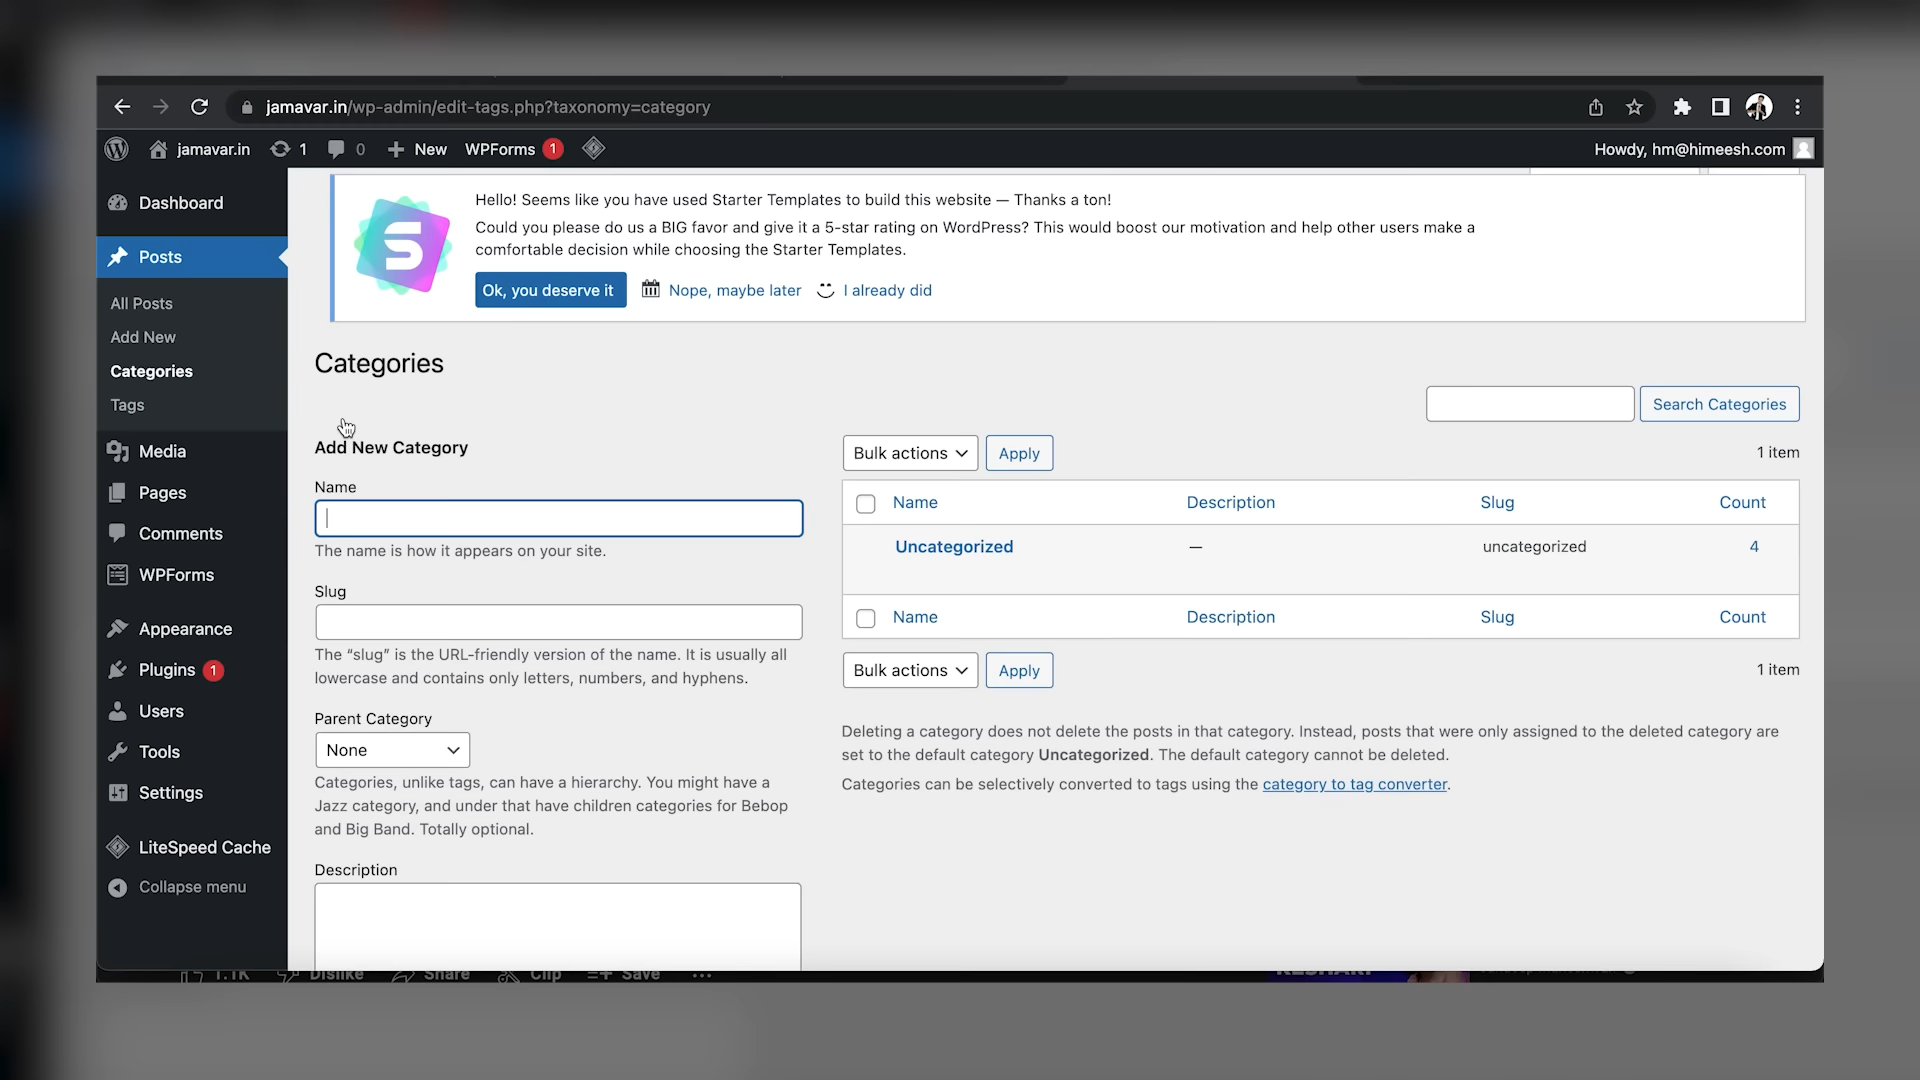 jamavar.in/wp-admin/edit-tags.php?taxonomy=category
jamavar.in 1 0 New WPForms 1 Howdy, hm@himeesh.com
Dashboard
Posts
All Posts
Add New
Categories
Tags
Media
Pages
Comments
WPForms
Appearance
Plugins 1
Users
Tools
Settings
LiteSpeed Cache
Collapse menu
S
Hello! Seems like you have used Starter Templates to build this website — Thanks a ton!
Could you please do us a BIG favor and give it a 5-star rating on WordPress? This would boost our motivation and help other users make a
comfortable decision while choosing the Starter Templates.
Ok, you deserve it Nope, maybe later I already did
Categories
Search Categories
Add New Category
Name
The name is how it appears on your site.
Slug
The “slug” is the URL-friendly version of the name. It is usually all
lowercase and contains only letters, numbers, and hyphens.
Parent Category
None
Categories, unlike tags, can have a hierarchy. You might have a
Jazz category, and under that have children categories for Bebop
and Big Band. Totally optional.
Description
Bulk actions Apply 1 item
Name Description Slug Count
Uncategorized — uncategorized 4
Name Description Slug Count
Bulk actions Apply 1 item
Deleting a category does not delete the posts in that category. Instead, posts that were only assigned to the deleted category are
set to the default category Uncategorized. The default category cannot be deleted.
Categories can be selectively converted to tags using the category to tag converter.
1.1K Dislike Share Clip Save ...